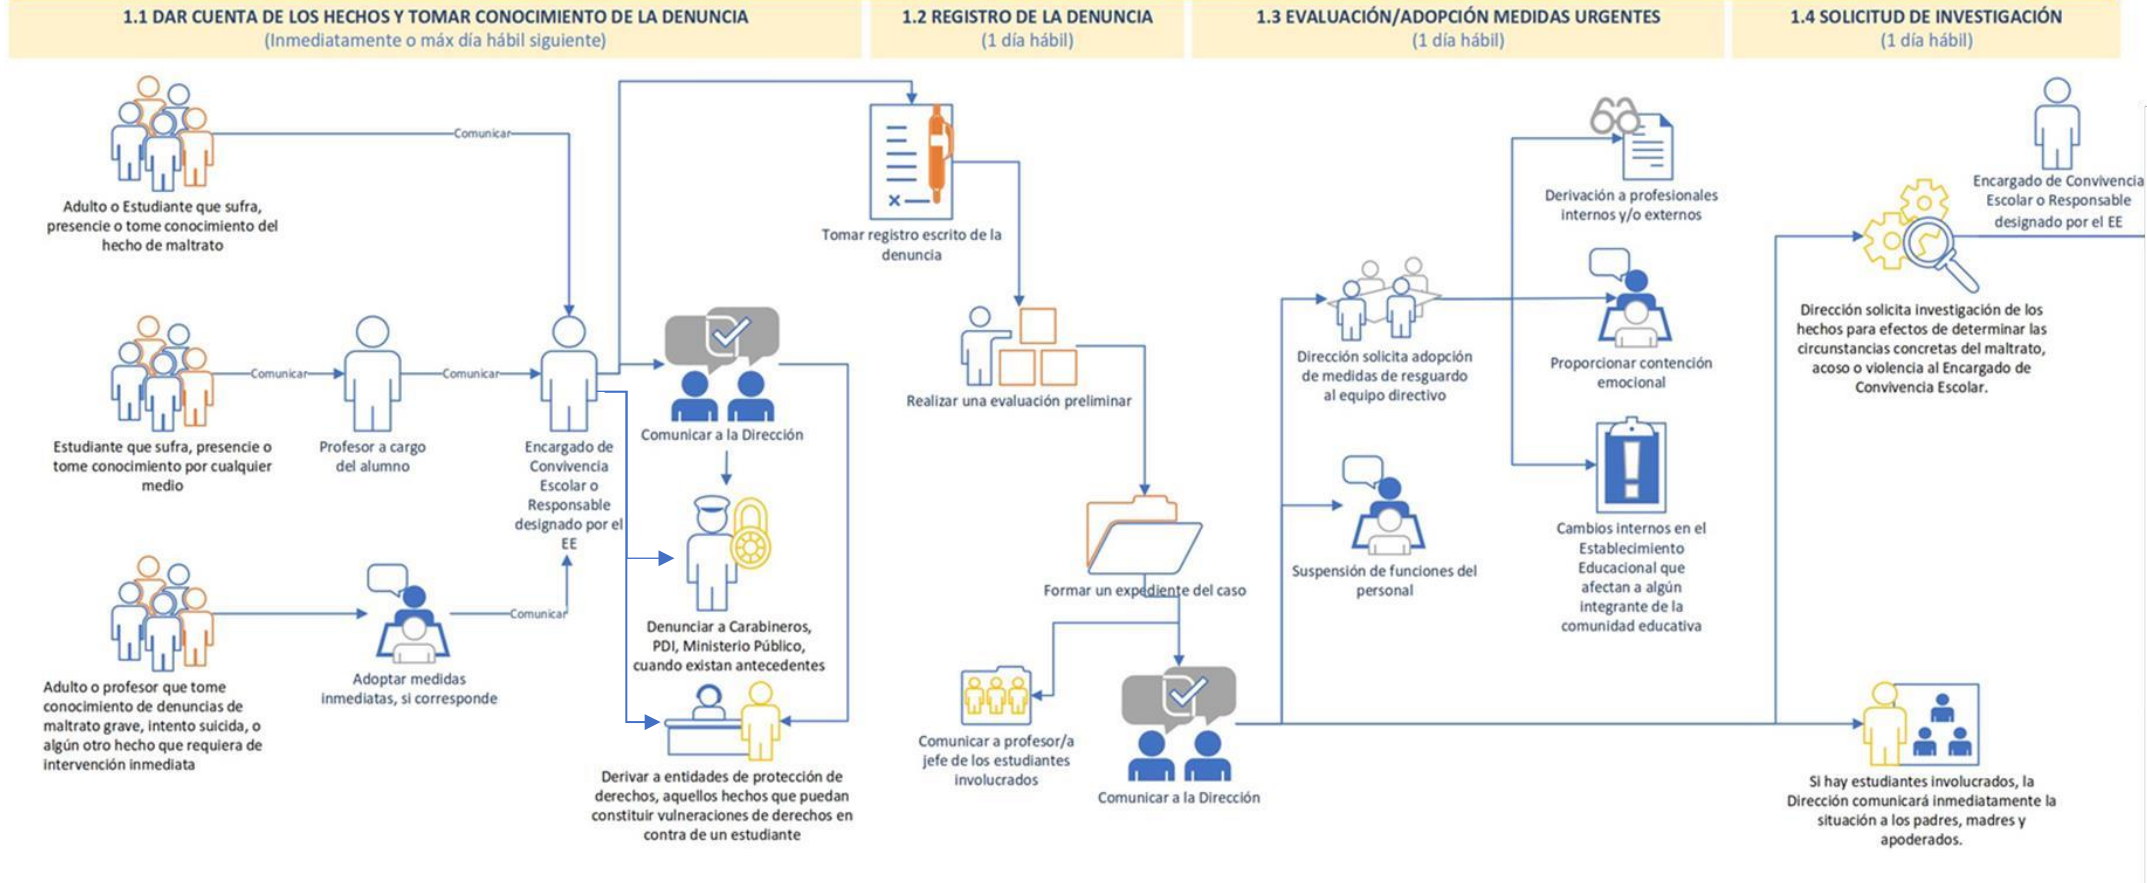 1.1 DAR CUENTA DE LOS HECHOS Y TOMAR CONOCIMIENTO DE LA DENUNCIA
(Inmediatamente o máx día hábil siguiente)
Comunicar
Adulto o Estudiante que sufra,
presencie o tome conocimiento del
hecho de maltrato
Comunicar
Comunicar
Estudiante que sufra, presencie o
tome conocimiento por cualquier
medio
Profesor a cargo
del alumno
Encargado de
Convivencia
Escolar o
Responsable
designado por el
EE
Comunicar
Adulto o profesor que tome
conocimiento de denuncias de
maltrato grave, intento suicida, o
algún otro hecho que requiera de
intervención inmediata
Adoptar medidas
inmediatas, si corresponde
Comunicar a la Dirección
Denunciar a Carabineros,
PDI, Ministerio Público,
cuando existan antecedentes
Derivar a entidades de protección de
derechos, aquellos hechos que puedan
constituir vulneraciones de derechos en
contra de un estudiante
1.2 REGISTRO DE LA DENUNCIA
(1 día hábil)
Tomar registro escrito de la
denuncia
Realizar una evaluación preliminar
Formar un expediente del caso
Comunicar a profesor/a
jefe de los estudiantes
involucrados
Comunicar a la Dirección
1.3 EVALUACIÓN/ADOPCIÓN MEDIDAS URGENTES
(1 día hábil)
Derivación a profesionales
internos y/o externos
Dirección solicita adopción
de medidas de resguardo
al equipo directivo
Proporcionar contención
emocional
Suspensión de funciones del
personal
Cambios internos en el
Establecimiento
Educacional que
afectan a algún
integrante de la
comunidad educativa
1.4 SOLICITUD DE INVESTIGACIÓN
(1 día hábil)
Encargado de Convivencia
Escolar o Responsable
designado por el EE
Dirección solicita investigación de los
hechos para efectos de determinar las
circunstancias concretas del maltrato,
acoso o violencia al Encargado de
Convivencia Escolar.
Si hay estudiantes involucrados, la
Dirección comunicará inmediatamente la
situación a los padres, madres y
apoderados.